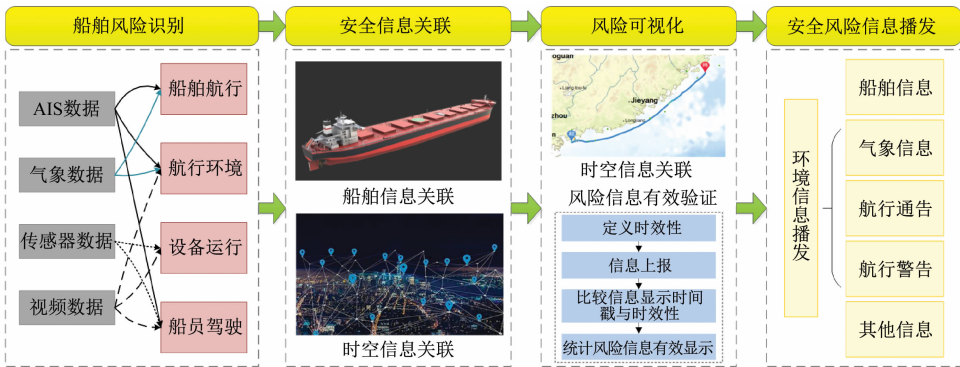 船舶风险识别
安全信息关联
风险可视化
安全风险信息播发
AIS数据
气象数据
传感器数据
视频数据
船舶航行
航行环境
设备运行
船员驾驶
船舶信息关联
时空信息关联
oguan
Jieyang
Longjiang
zhou
时空信息关联
风险信息有效验证
定义时效性
信息上报
比较信息显示时间
戳与时效性
统计风险信息有效显示
环境信息播发
船舶信息
气象信息
航行通告
航行警告
其他信息